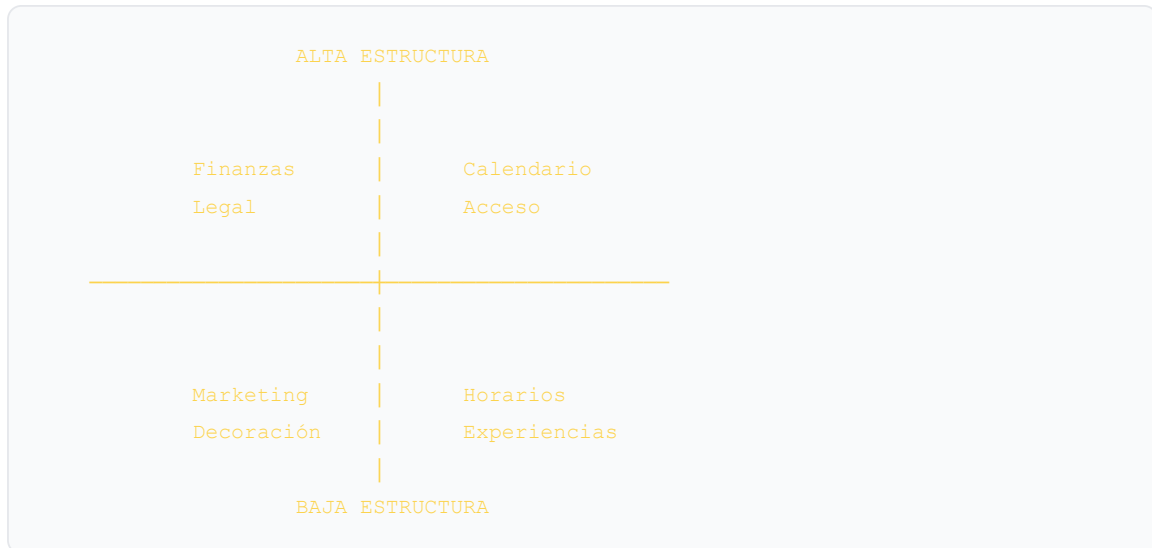 ALTA ESTRUCTURA
Finanzas Calendario
Legal Acceso
Marketing Horarios
Decoración Experiencias
BAJA ESTRUCTURA